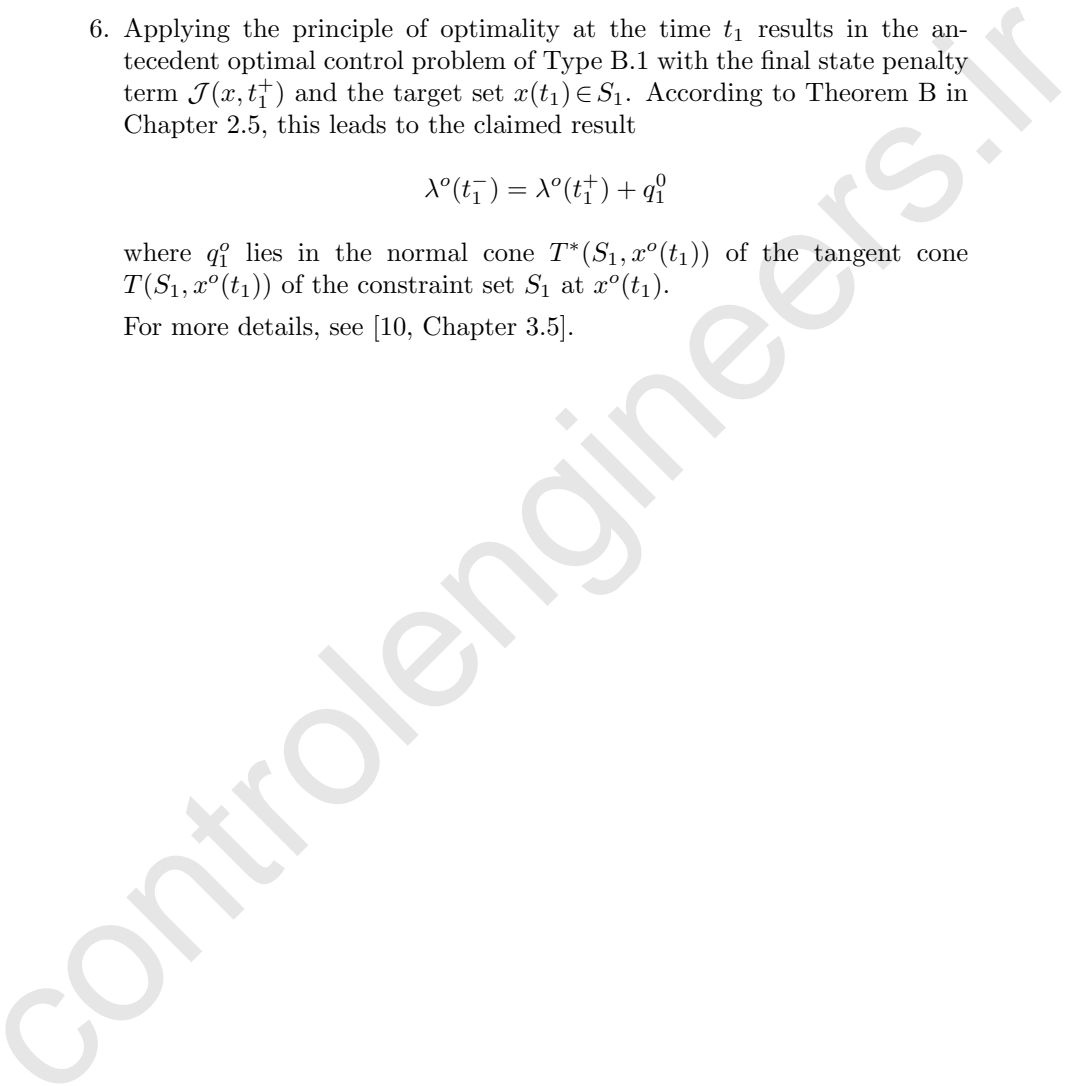 6. Applying the principle of optimality at the time t₁ results in the an-
tecedent optimal control problem of Type B.1 with the final state penalty
term 𝒥(x, t₁⁺) and the target set x(t₁) ∈ S₁. According to Theorem B in
Chapter 2.5, this leads to the claimed result
λᵒ(t₁⁻) = λᵒ(t₁⁺) + q₁⁰
where q₁ᵒ lies in the normal cone T*(S₁, xᵒ(t₁)) of the tangent cone
T(S₁, xᵒ(t₁)) of the constraint set S₁ at xᵒ(t₁).
For more details, see [10, Chapter 3.5].
controlengineers.ir